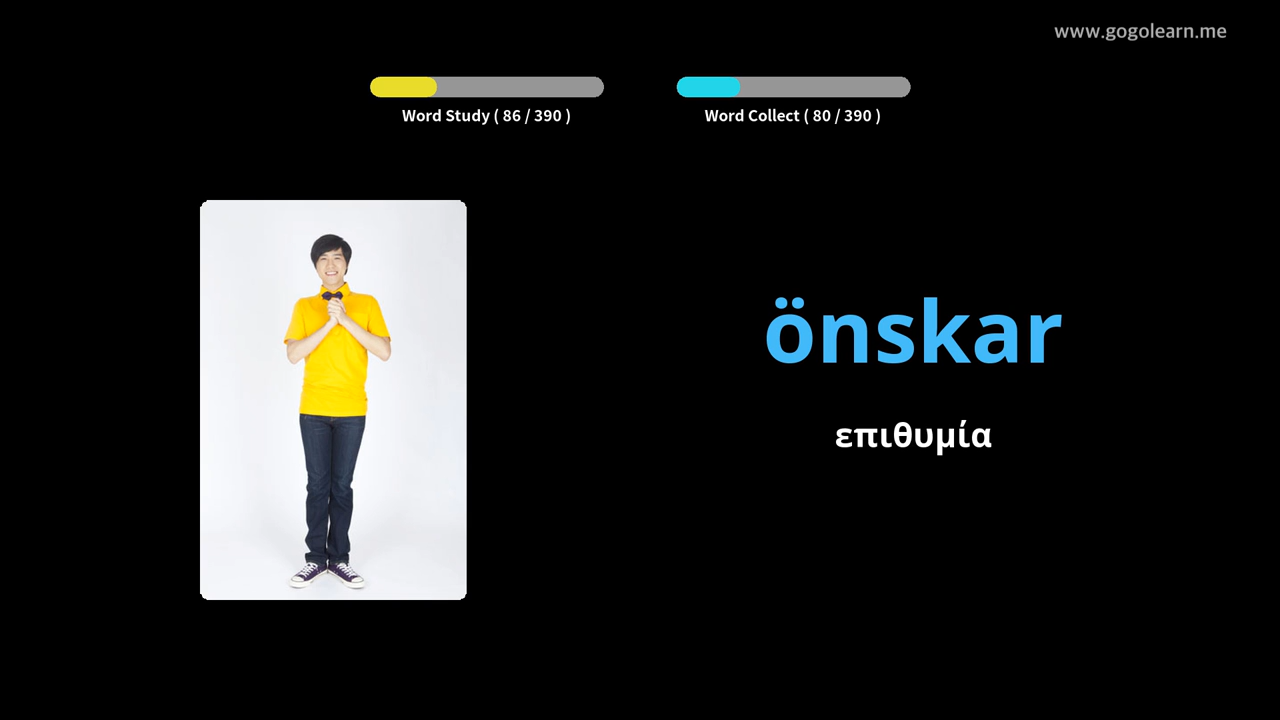 www.gogolearn.me
Word Study ( 86 / 390 )
Word Collect ( 80 / 390 )
önskar
επιθυμία